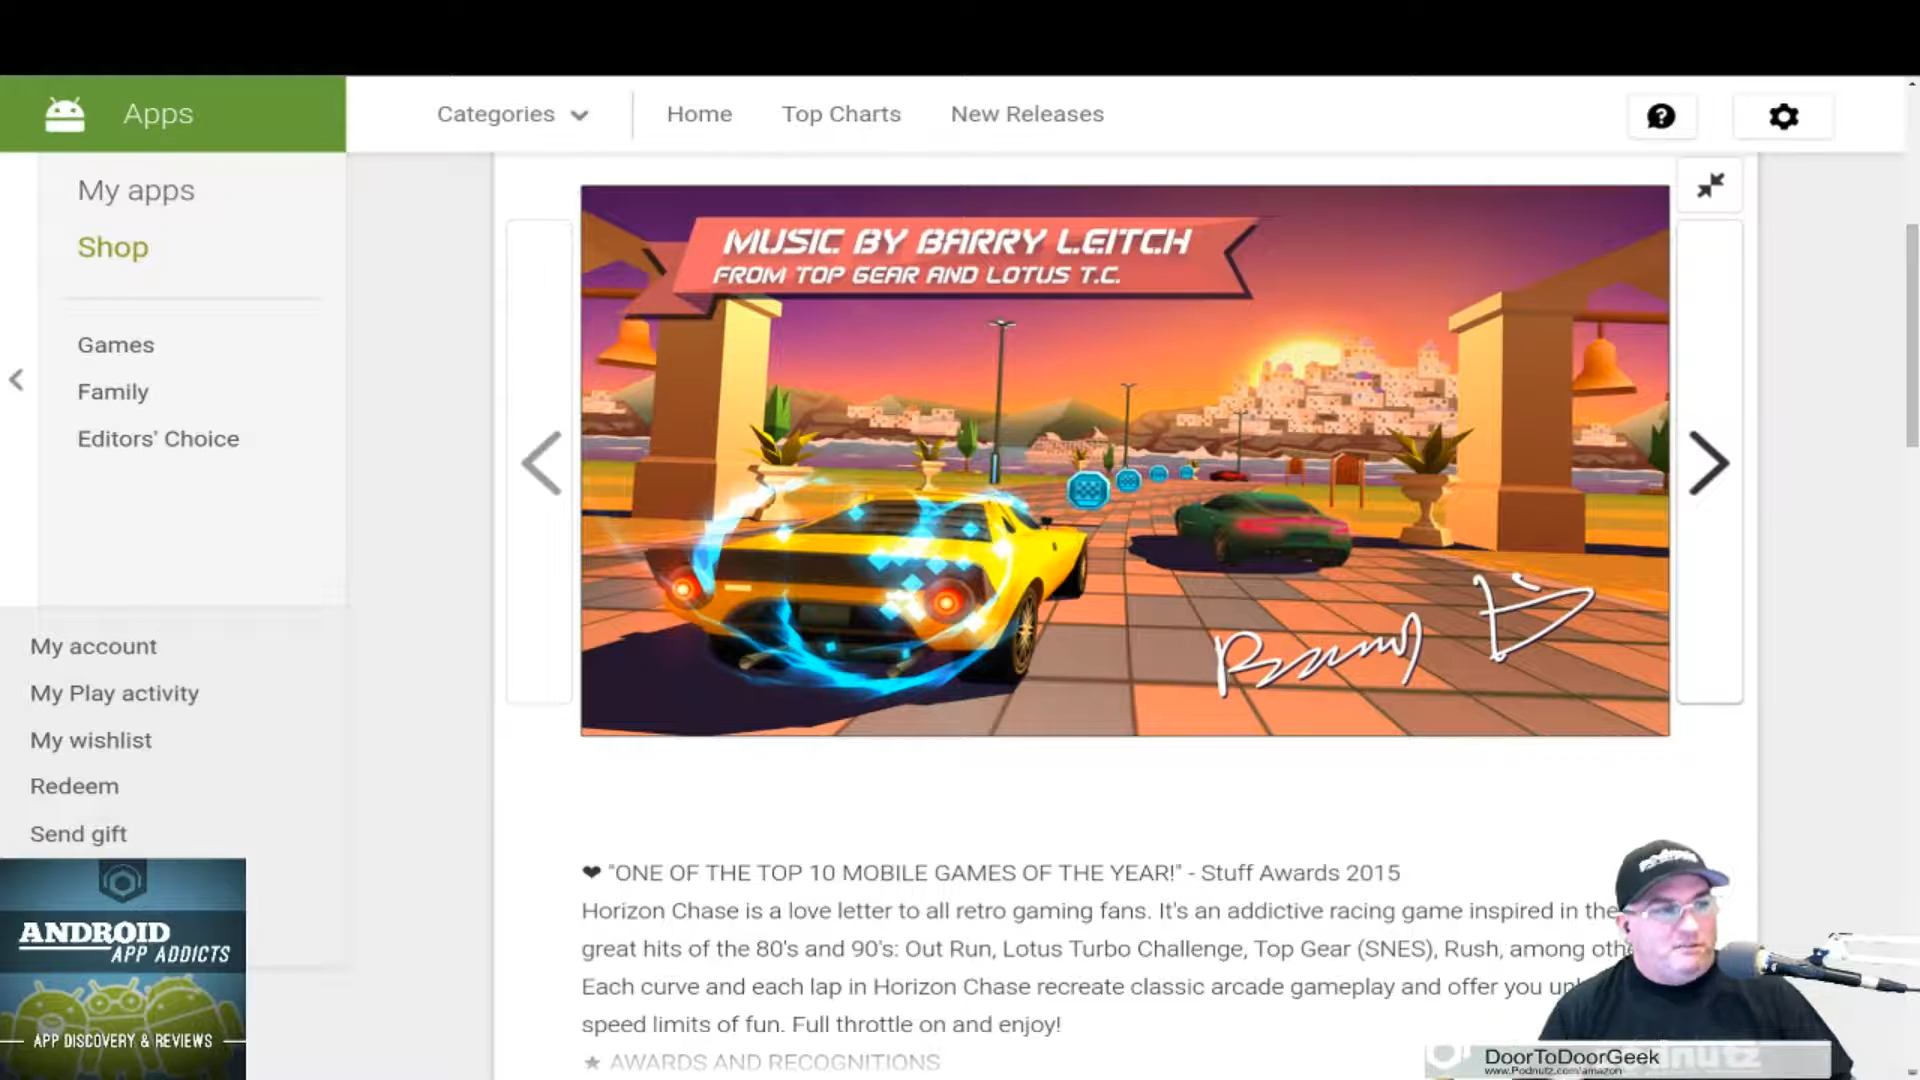 Apps
Categories
Home
Top Charts
New Releases
My apps
Shop
Games
Family
Editors' Choice
My account
My Play activity
My wishlist
Redeem
Send gift
MUSIC BY BARRY LEITCH
FROM TOP GEAR AND LOTUS T.C.
❤ "ONE OF THE TOP 10 MOBILE GAMES OF THE YEAR!" - Stuff Awards 2015
Horizon Chase is a love letter to all retro gaming fans. It's an addictive racing game inspired in the
great hits of the 80's and 90's: Out Run, Lotus Turbo Challenge, Top Gear (SNES), Rush, among
Each curve and each lap in Horizon Chase recreate classic arcade gameplay and offer you
speed limits of fun. Full throttle on and enjoy!
★ AWARDS AND RECOGNITIONS
ANDROID
APP ADDICTS
APP DISCOVERY & REVIEWS
DoorToDoorGeek
www.Podnutz.com/amazon